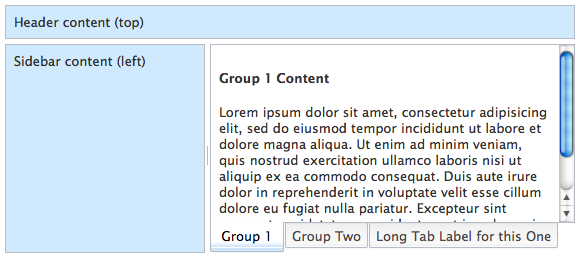 Header content (top)
Sidebar content (left)
Group 1 Content
Lorem ipsum dolor sit amet, consectetur adipisicing
elit, sed do eiusmod tempor incididunt ut labore et
dolore magna aliqua. Ut enim ad minim veniam,
quis nostrud exercitation ullamco laboris nisi ut
aliquip ex ea commodo consequat. Duis aute irure
dolor in reprehenderit in voluptate velit esse cillum
dolore eu fugiat nulla pariatur. Excepteur sint
Group 1
Group Two
Long Tab Label for this One